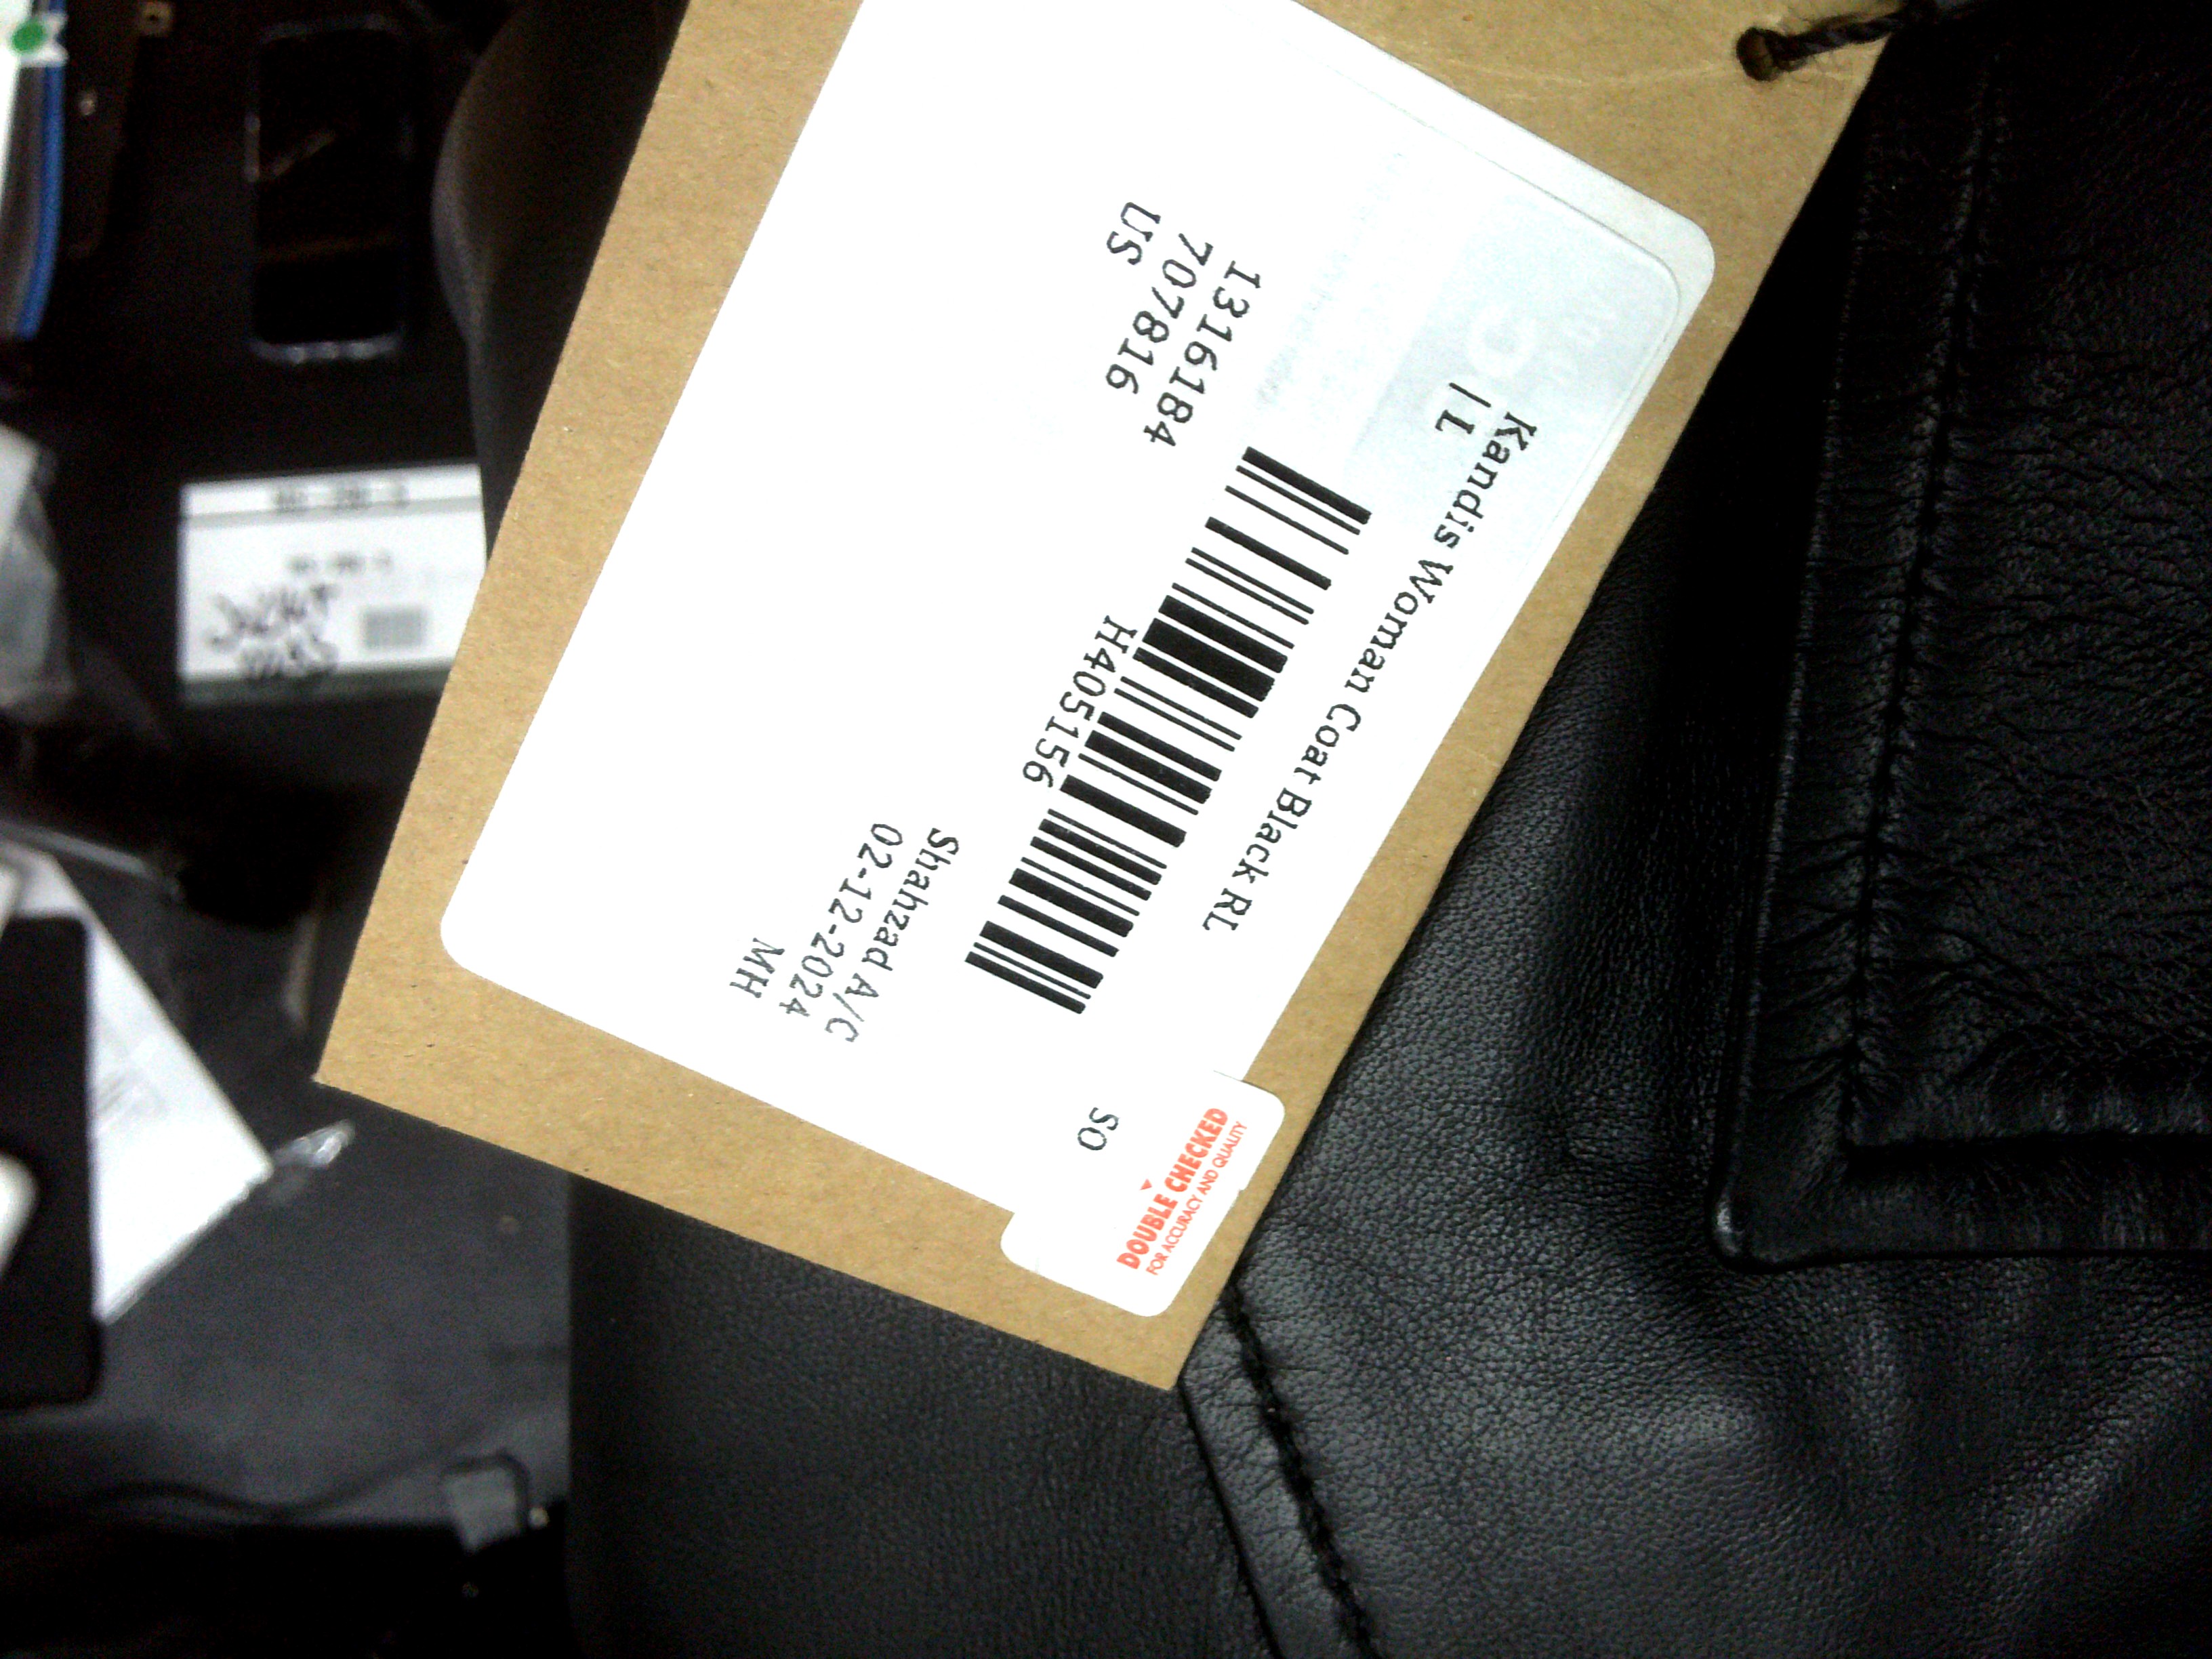 Kandis Woman Coat Black RL
|L
H405156
1316184
707816
US
Shahzad A/C
02-12-2024
MH
SO
DOUBLE CHECKED
FOR ACCURACY AND QUALITY